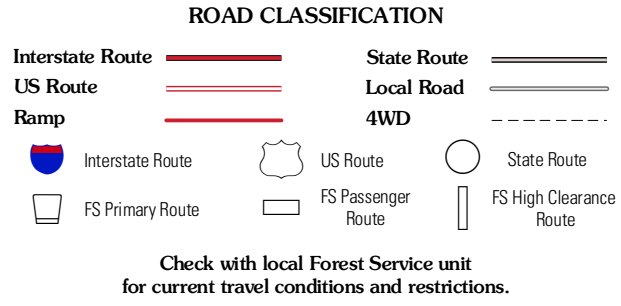 ROAD CLASSIFICATION
Interstate Route
State Route
US Route
Local Road
Ramp
4WD
Interstate Route
US Route
State Route
FS Primary Route
FS Passenger
Route
FS High Clearance
Route
Check with local Forest Service unit
for current travel conditions and restrictions.